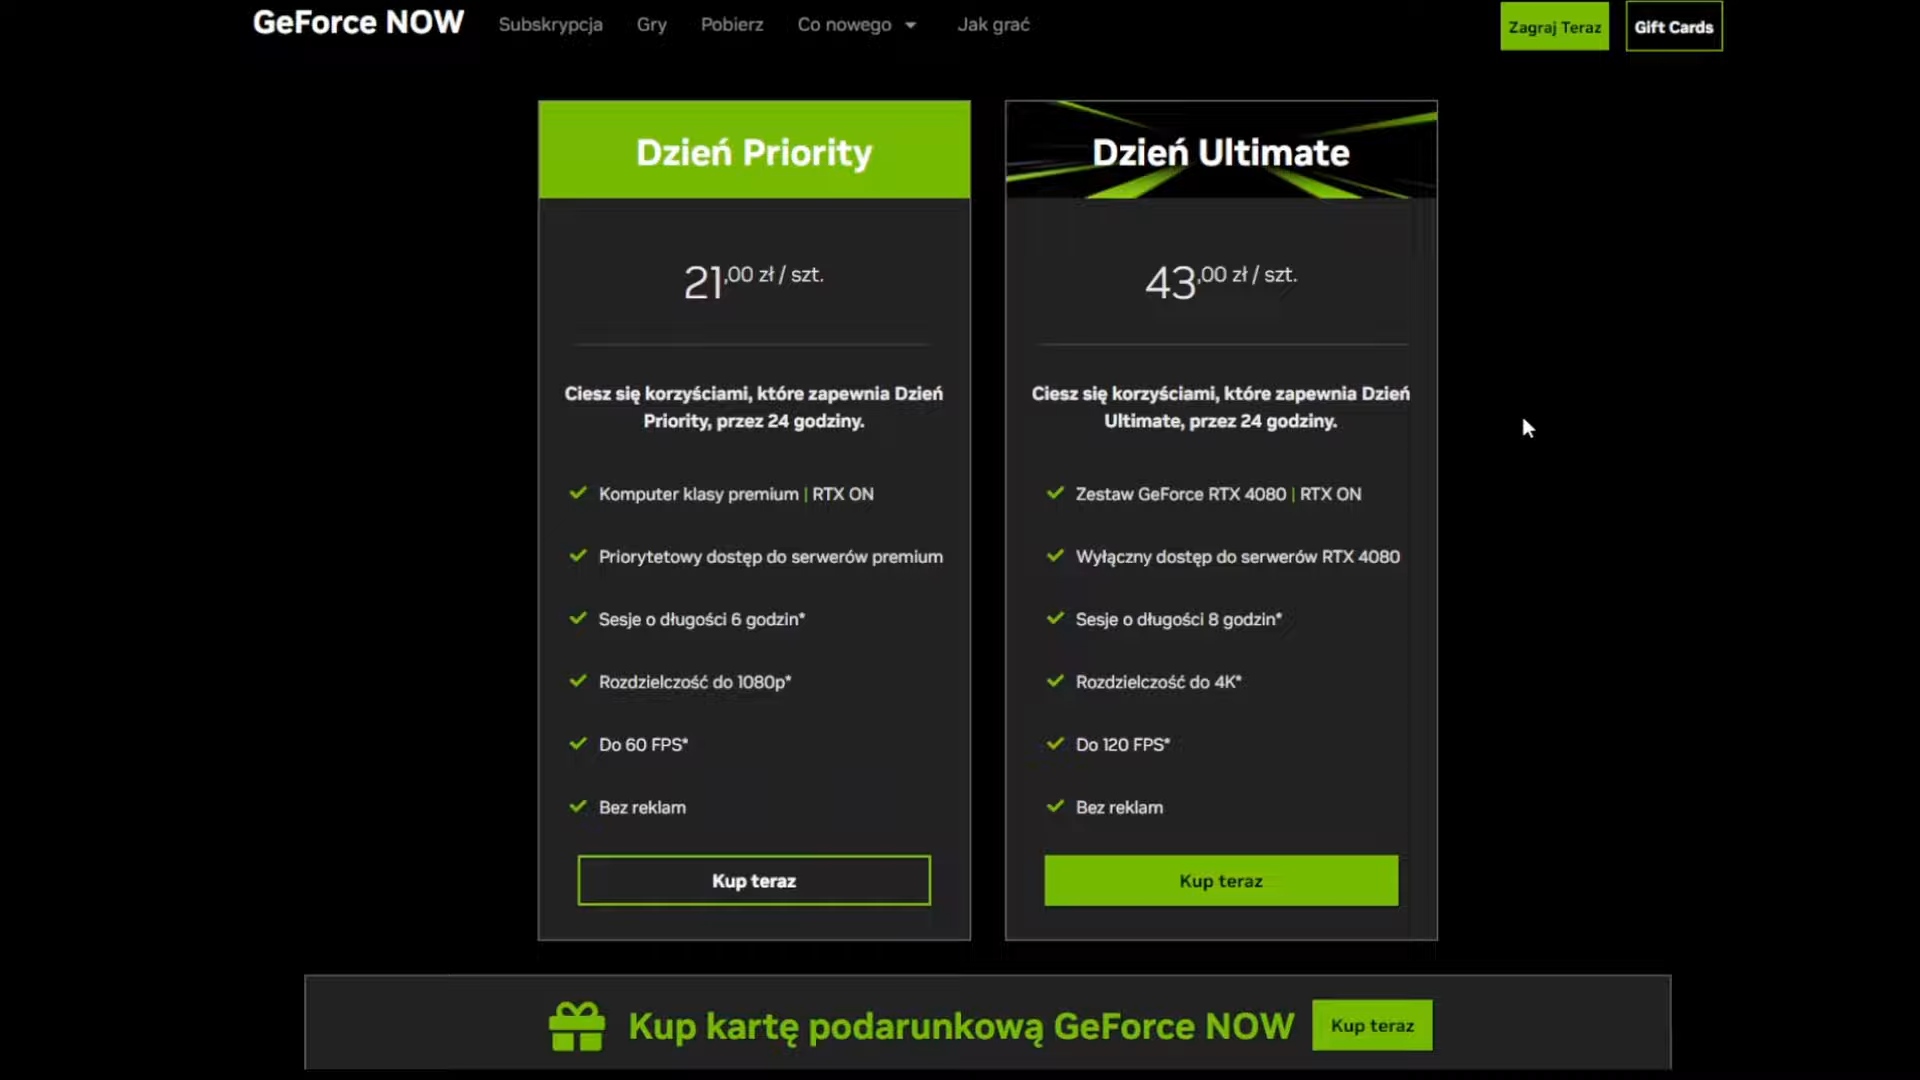 GeForce NOW
Subskrypcja
Gry
Pobierz
Co nowego
Jak grać
Zagraj Teraz
Gift Cards
Dzień Priority
21,00 zł / szt.
Ciesz się korzyściami, które zapewnia Dzień
Priority, przez 24 godziny.
Komputer klasy premium | RTX ON
Priorytetowy dostęp do serwerów premium
Sesje o długości 6 godzin*
Rozdzielczość do 1080p*
Do 60 FPS*
Bez reklam
Kup teraz
Dzień Ultimate
43,00 zł / szt.
Ciesz się korzyściami, które zapewnia Dzień
Ultimate, przez 24 godziny.
Zestaw GeForce RTX 4080 | RTX ON
Wyłączny dostęp do serwerów RTX 4080
Sesje o długości 8 godzin*
Rozdzielczość do 4K*
Do 120 FPS*
Bez reklam
Kup teraz
Kup kartę podarunkową GeForce NOW
Kup teraz